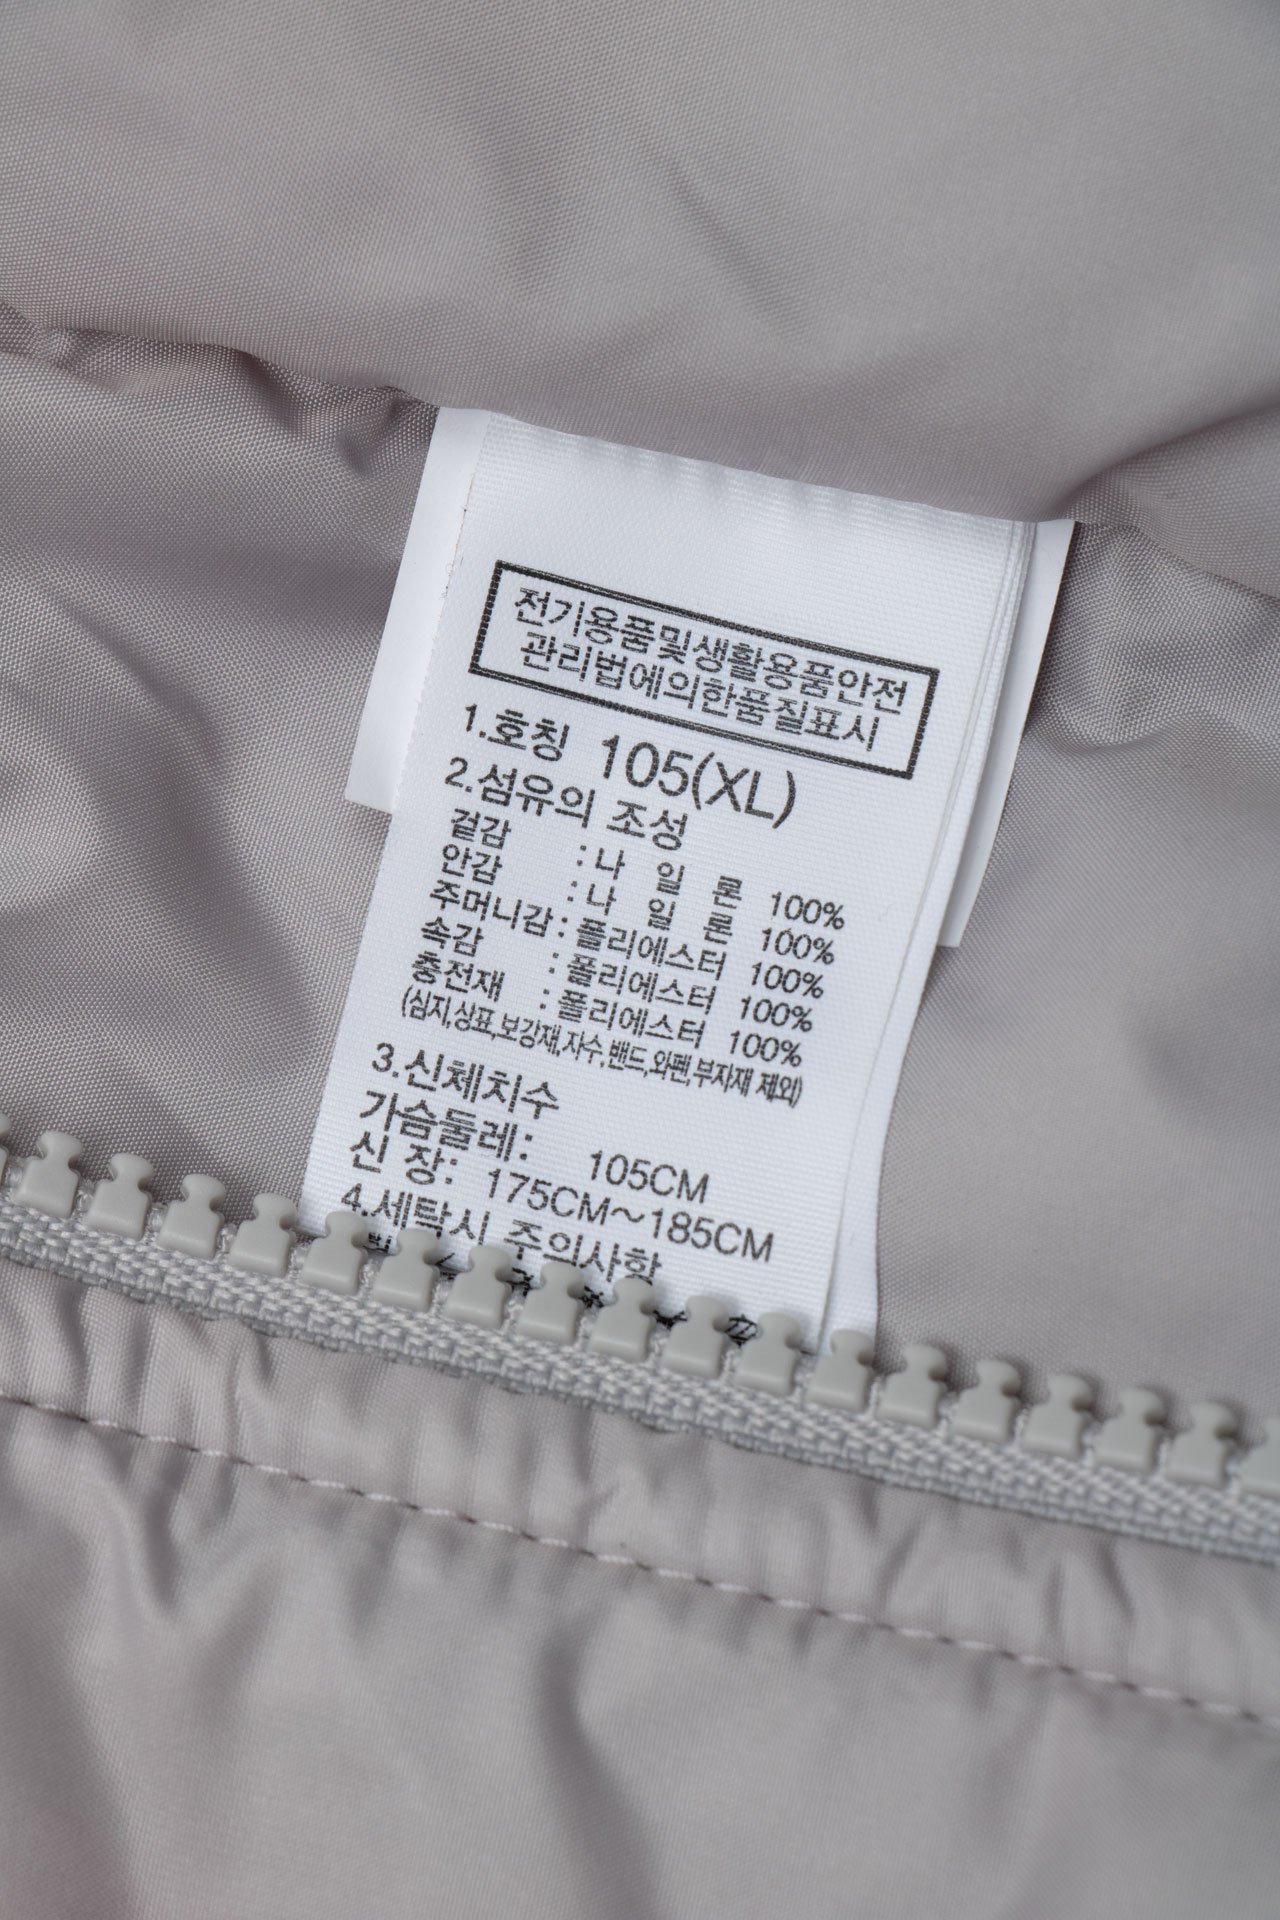 전기용품및생활용품안전
관리법에의한품질표시
1.호칭 105(XL)
2.섬유의 조성
겉감 : 나 일 론 100%
안감 : 나 일 론 100%
주머니감 : 폴리에스터 100%
속감 : 폴리에스터 100%
충전재 : 폴리에스터 100%
(심지,상표,보강재,자수,밴드,와펜,부자재 제외)
3.신체치수
가슴둘레: 105CM
신 장: 175CM~185CM
4.세탁시 주의사항